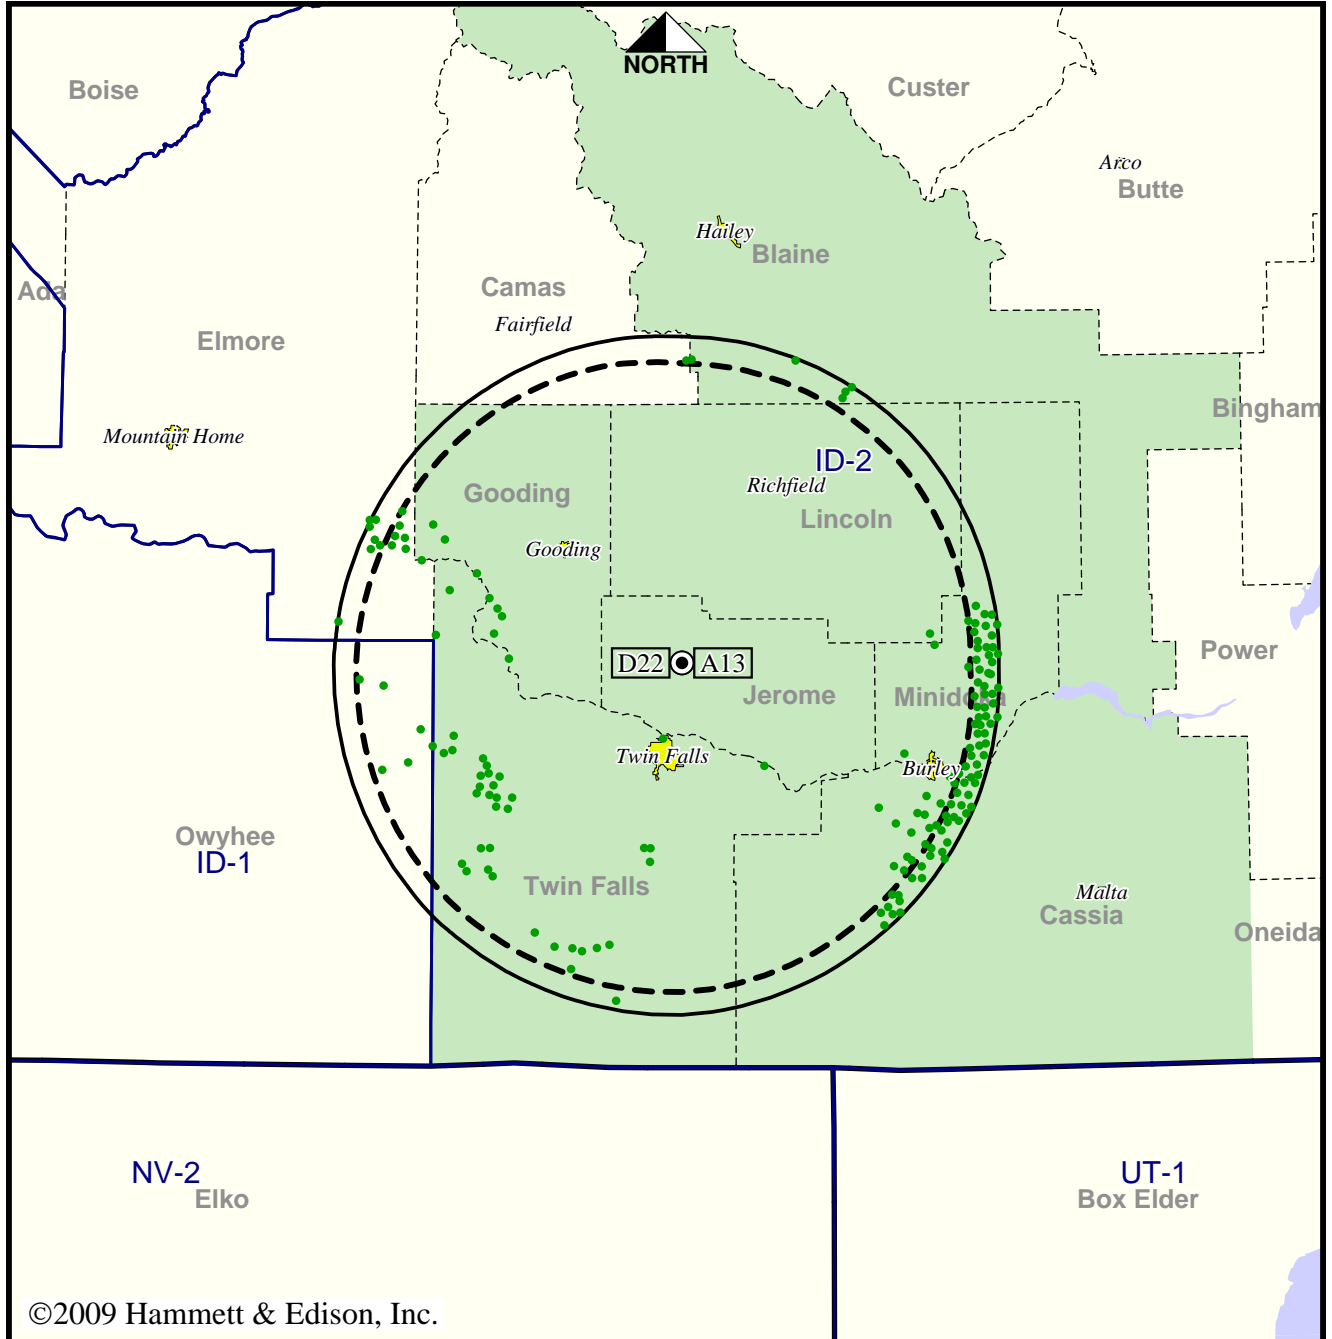 NORTH
Boise
Custer
Arco
Butte
Hailey
Blaine
Ada
Camas
Fairfield
Elmore
Bingham
Mountain Home
ID-2
Gooding
Richfield
Lincoln
Gooding
D22 A13
Power
Jerome
Minidoka
Twin Falls
Burley
Owyhee
ID-1
Twin Falls
Malta
Cassia
Oneida
NV-2
UT-1
Elko
Box Elder
©2009 Hammett & Edison, Inc.